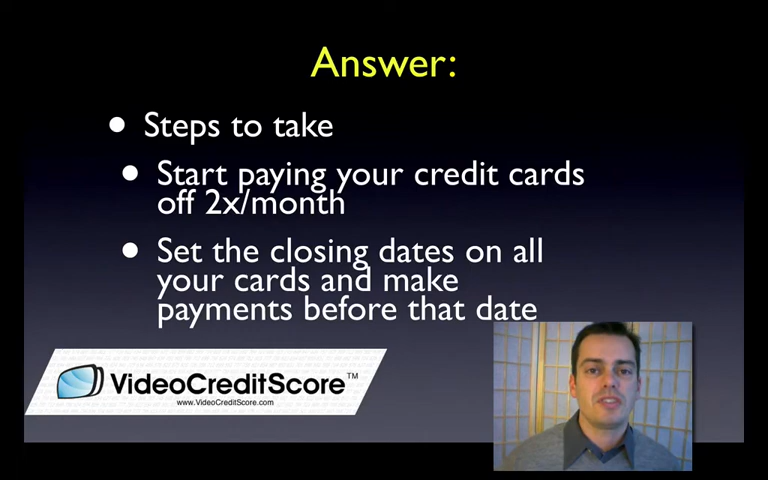 Answer:
• Steps to take
• Start paying your credit cards
off 2x/month
• Set the closing dates on all
your cards and make
payments before that date
VideoCreditScore™
www.VideoCreditScore.com